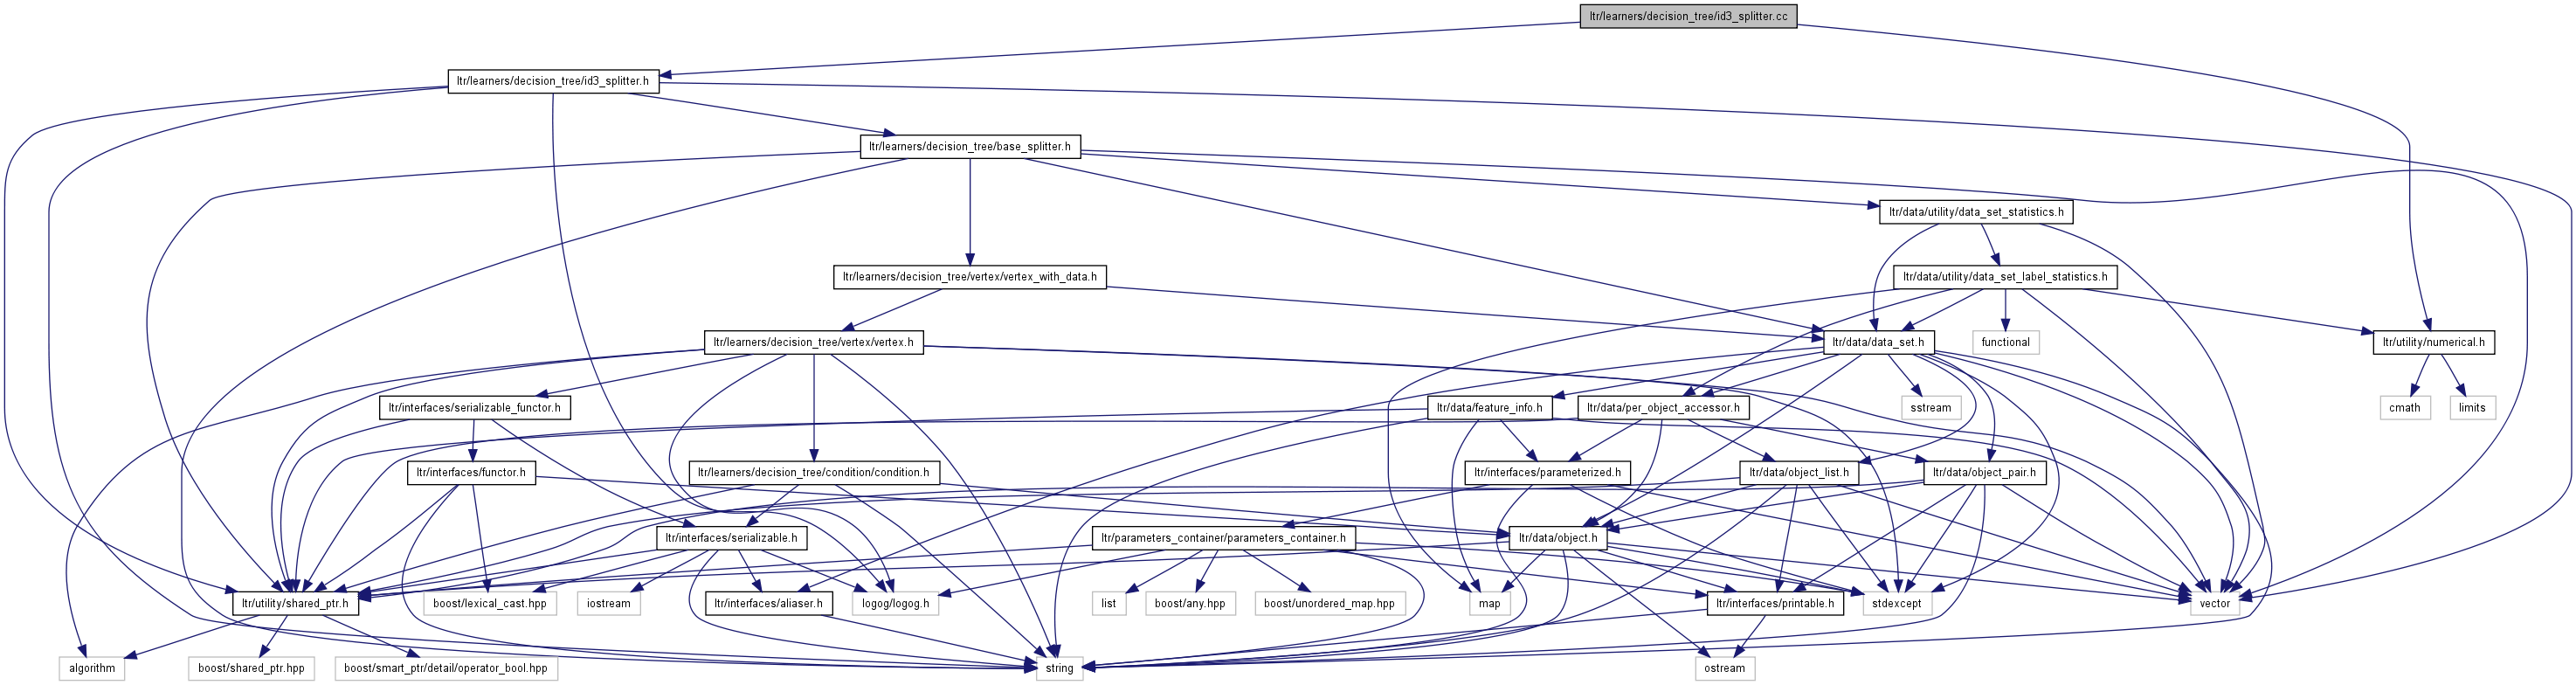 ltr/learners/decision_tree/id3_splitter.cc
ltr/learners/decision_tree/id3_splitter.h
ltr/learners/decision_tree/base_splitter.h
ltr/data/utility/data_set_statistics.h
ltr/learners/decision_tree/vertex/vertex_with_data.h
ltr/data/utility/data_set_label_statistics.h
ltr/learners/decision_tree/vertex/vertex.h
ltr/data/data_set.h
functional
ltr/utility/numerical.h
ltr/interfaces/serializable_functor.h
ltr/data/feature_info.h
ltr/data/per_object_accessor.h
sstream
cmath
limits
ltr/interfaces/functor.h
ltr/learners/decision_tree/condition/condition.h
ltr/interfaces/parameterized.h
ltr/data/object_list.h
ltr/data/object_pair.h
ltr/interfaces/serializable.h
ltr/parameters_container/parameters_container.h
ltr/data/object.h
ltr/utility/shared_ptr.h
boost/lexical_cast.hpp
iostream
ltr/interfaces/aliaser.h
logog/logog.h
list
boost/any.hpp
boost/unordered_map.hpp
map
ltr/interfaces/printable.h
stdexcept
vector
algorithm
boost/shared_ptr.hpp
boost/smart_ptr/detail/operator_bool.hpp
string
ostream